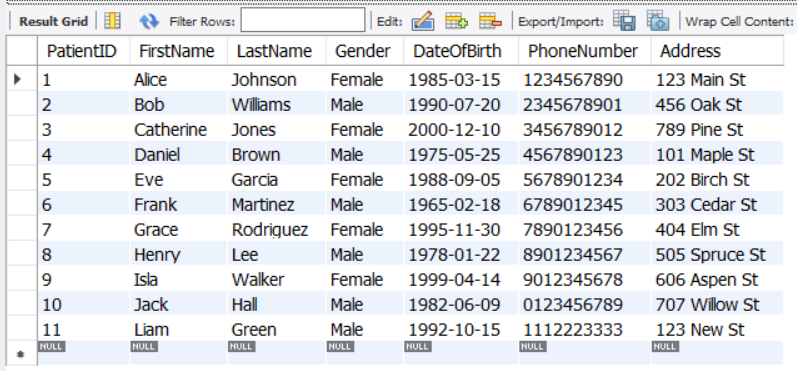 Result Grid Filter Rows: Edit: Export/Import: Wrap Cell Content:
PatientID FirstName LastName Gender DateOfBirth PhoneNumber Address
1 Alice Johnson Female 1985-03-15 1234567890 123 Main St
2 Bob Williams Male 1990-07-20 2345678901 456 Oak St
3 Catherine Jones Female 2000-12-10 3456789012 789 Pine St
4 Daniel Brown Male 1975-05-25 4567890123 101 Maple St
5 Eve Garcia Female 1988-09-05 5678901234 202 Birch St
6 Frank Martinez Male 1965-02-18 6789012345 303 Cedar St
7 Grace Rodriguez Female 1995-11-30 7890123456 404 Elm St
8 Henry Lee Male 1978-01-22 8901234567 505 Spruce St
9 Isla Walker Female 1999-04-14 9012345678 606 Aspen St
10 Jack Hall Male 1982-06-09 0123456789 707 Willow St
11 Liam Green Male 1992-10-15 1112223333 123 New St
NULL NULL NULL NULL NULL NULL NULL